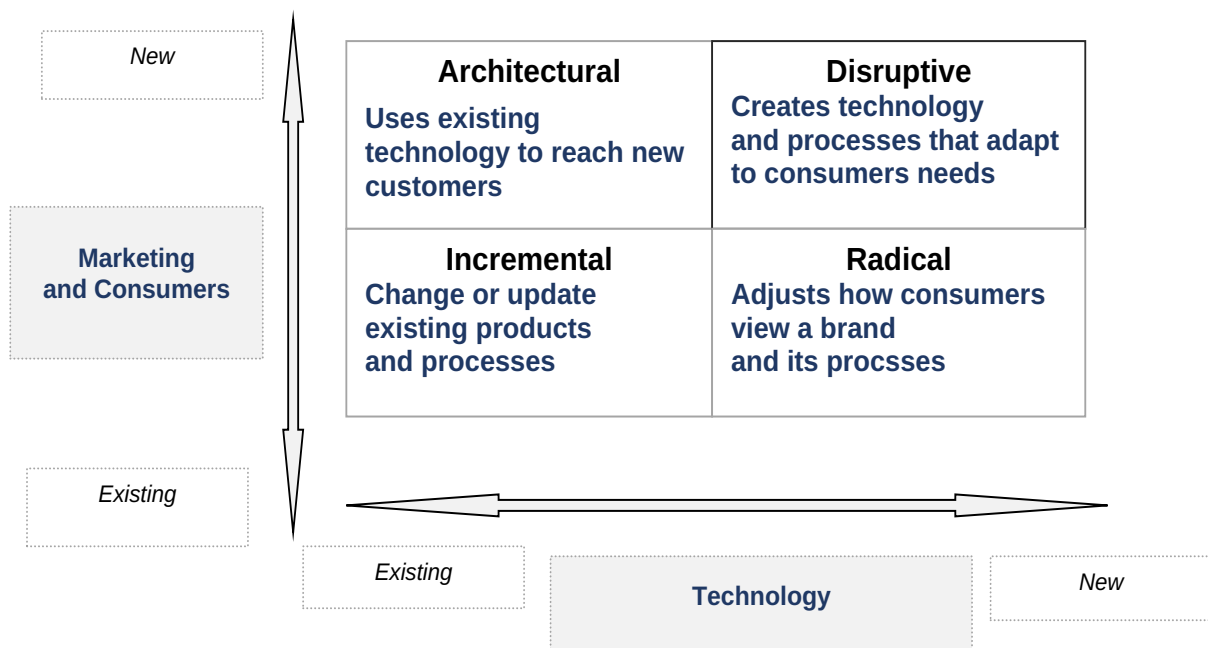 New
Architectural
Uses existing
technology to reach new
customers
Disruptive
Creates technology
and processes that adapt
to consumers needs
Marketing
and Consumers
Incremental
Change or update
existing products
and processes
Radical
Adjusts how consumers
view a brand
and its procsses
Existing
Existing
Technology
New